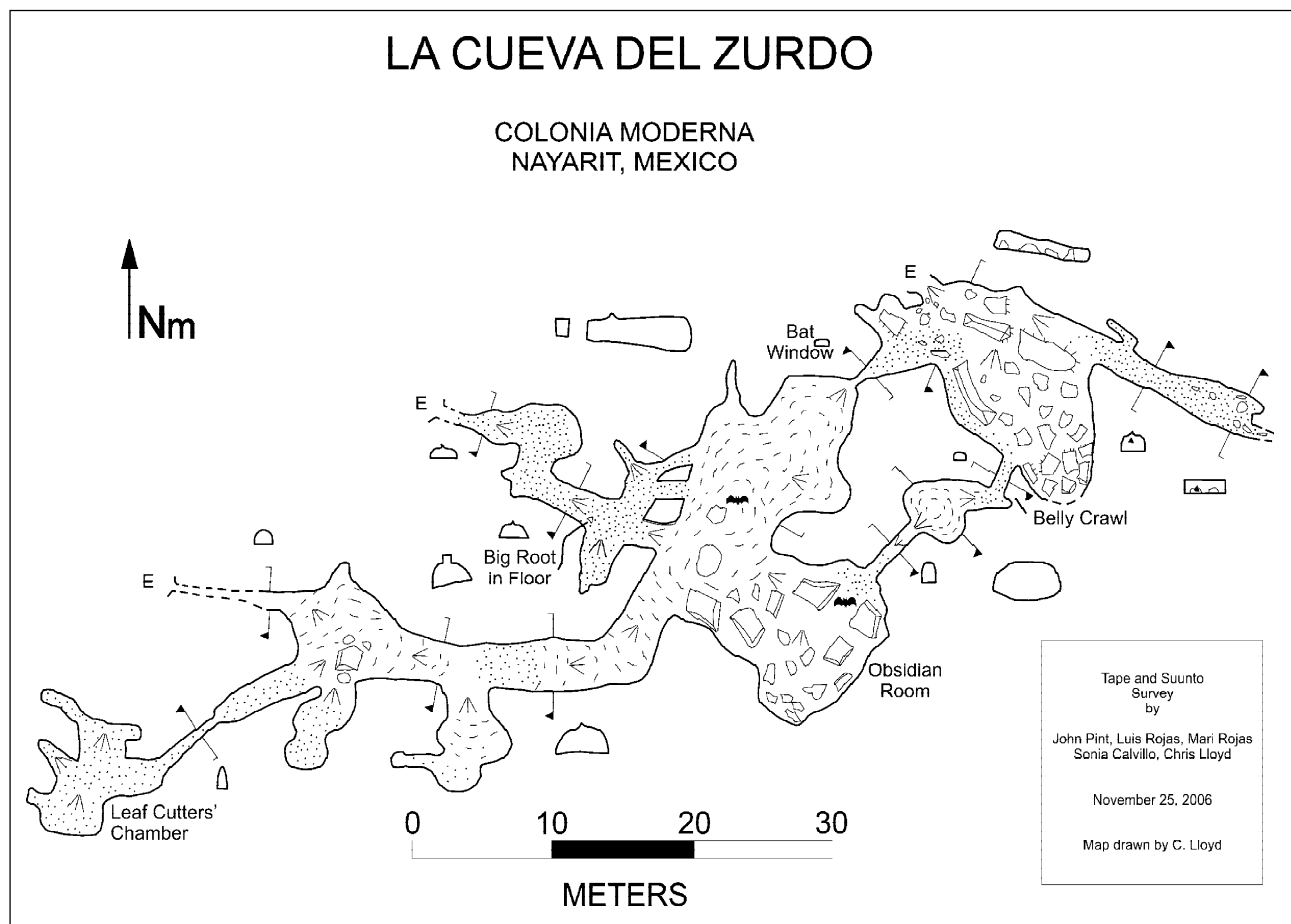 LA CUEVA DEL ZURDO
COLONIA MODERNA
NAYARIT, MEXICO
Nm
E
Bat
Window
E
Belly Crawl
Big Root
in Floor
E
Obsidian
Room
Leaf Cutters'
Chamber
0 10 20 30
METERS
Tape and Suunto
Survey
by
John Pint, Luis Rojas, Mari Rojas
Sonia Calvillo, Chris Lloyd
November 25, 2006
Map drawn by C. Lloyd